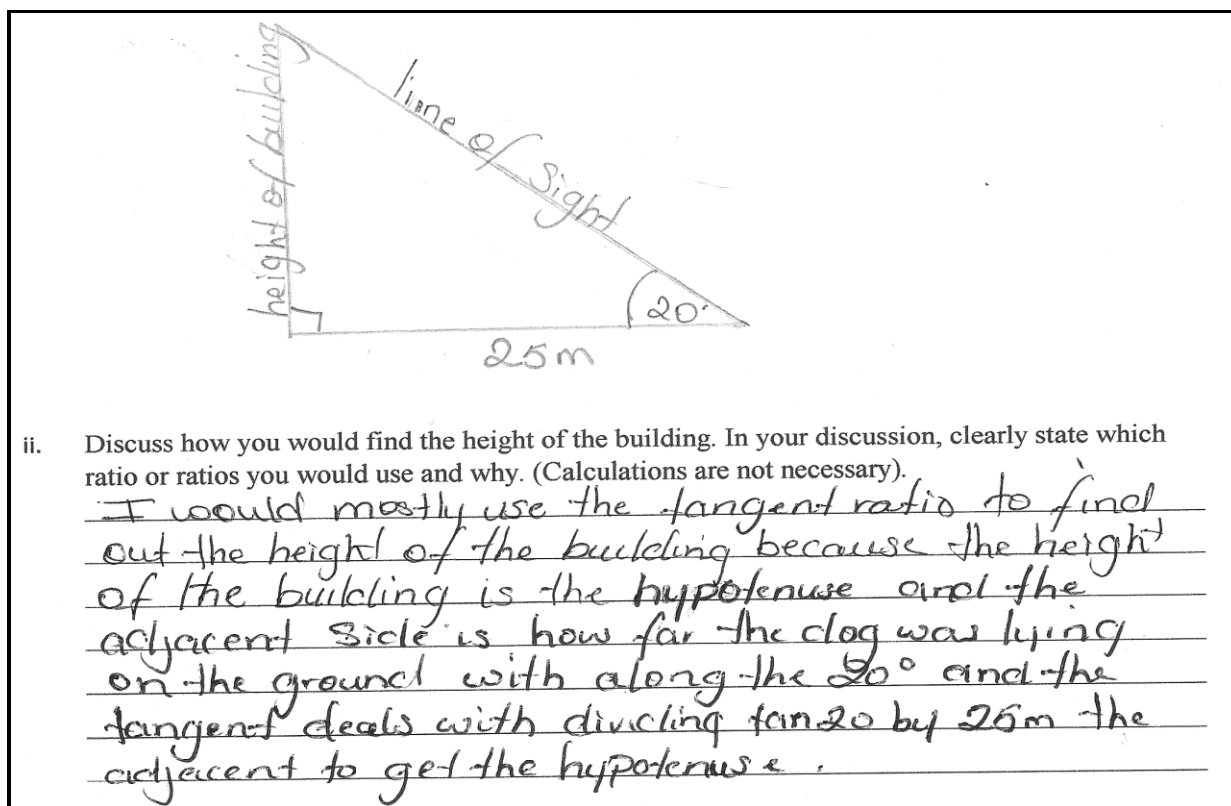 height of building
line of Sight
20°
25m
ii. Discuss how you would find the height of the building. In your discussion, clearly state which
ratio or ratios you would use and why. (Calculations are not necessary).
I would mostly use the tangent ratio to find
out the height of the building because the height
of the building is the hypotenuse and the
adjacent side is how far the dog was lying
on the ground with along the 20° and the
tangent deals with dividing tan 20 by 25m the
adjacent to get the hypotenuse.